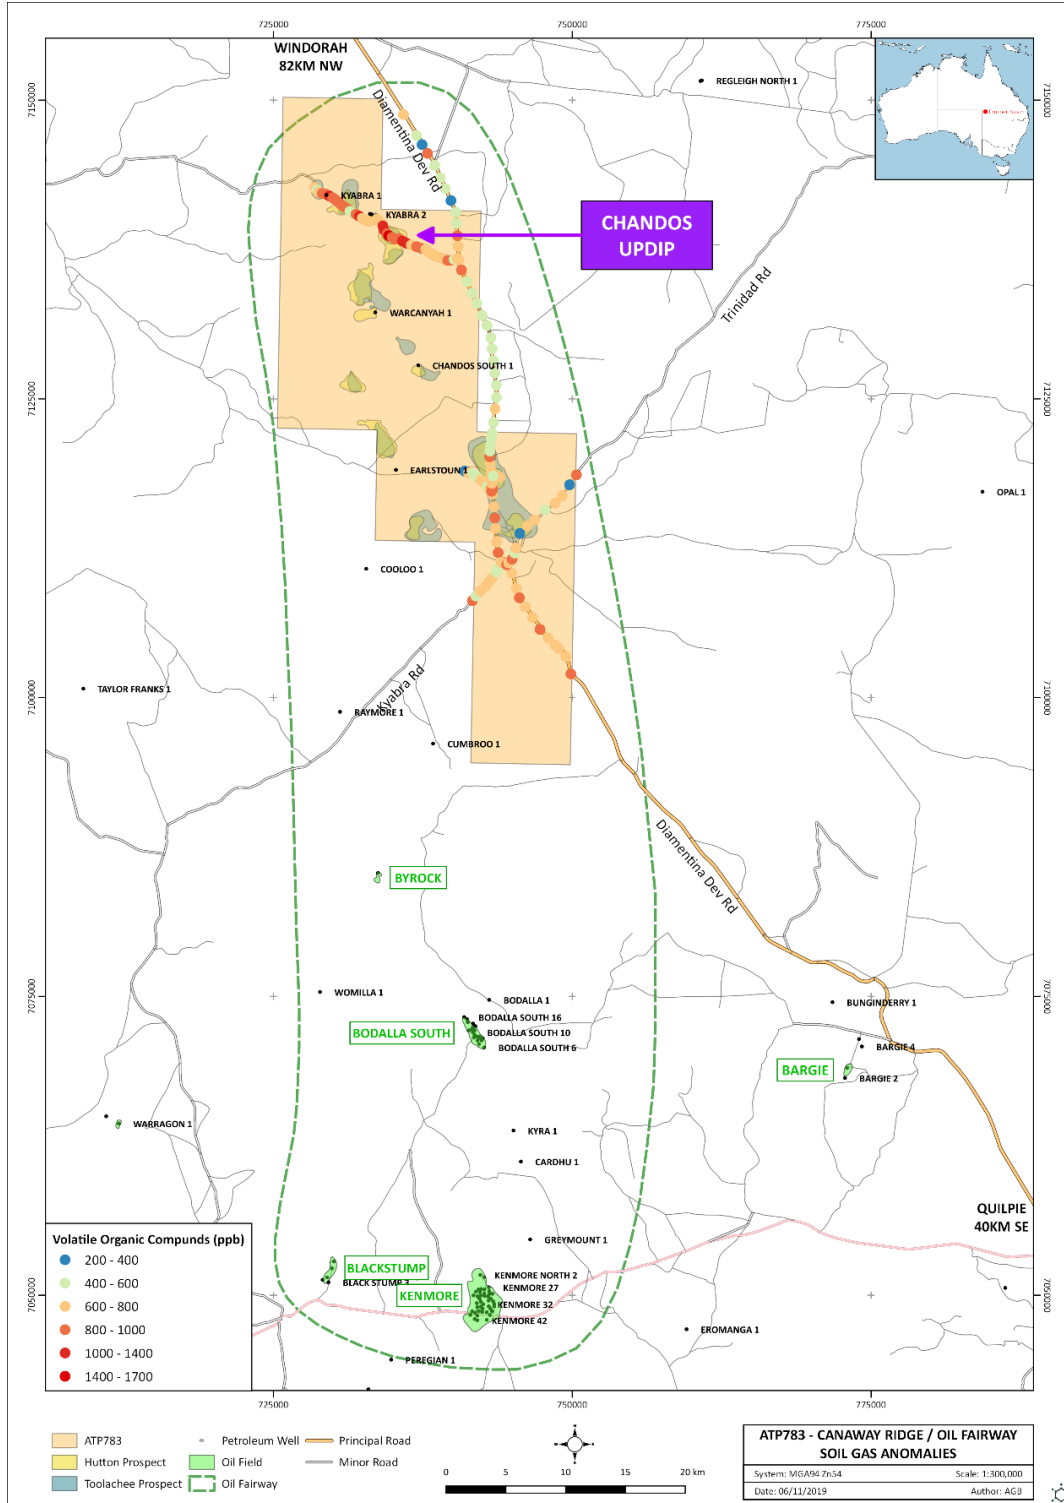 725000
750000
775000
WINDORAH
82KM NW
REGLEIGH NORTH 1
7150000
7150000
Diamentina Dev Rd
KYABRA 1
KYABRA 2
CHANDOS
UPDIP
Trinidad Rd
WARCANYAH 1
CHANDOS SOUTH 1
7125000
7125000
EARLSTOUN 1
OPAL 1
COOLOO 1
Kyabra Rd
TAYLOR FRANKS 1
RAYMORE 1
7100000
7100000
CUMBROO 1
Diamentina Dev Rd
BYROCK
WOMILLA 1
7075000
7075000
BODALLA 1
BUNGINDERRY 1
BODALLA SOUTH 16
BODALLA SOUTH
BODALLA SOUTH 10
BODALLA SOUTH 6
BARGIE 4
BARGIE
BARGIE 2
WARRAGON 1
KYRA 1
CARDHU 1
QUILPIE
40KM SE
GREYMOUNT 1
Volatile Organic Compunds (ppb)
200 - 400
400 - 600
600 - 800
800 - 1000
1000 - 1400
1400 - 1700
BLACKSTUMP
BLACK STUMP 3
KENMORE NORTH 2
KENMORE 27
KENMORE
KENMORE 32
KENMORE 42
7050000
7050000
EROMANGA 1
PEREGIAN 1
725000
750000
775000
ATP783
Hutton Prospect
Toolachee Prospect
Petroleum Well
Oil Field
Oil Fairway
Principal Road
Minor Road
0
5
10
15
20 km
ATP783 - CANAWAY RIDGE / OIL FAIRWAY
SOIL GAS ANOMALIES
System: MGA94 Zn54
Scale: 1:300,000
Date: 06/11/2019
Author: AGB